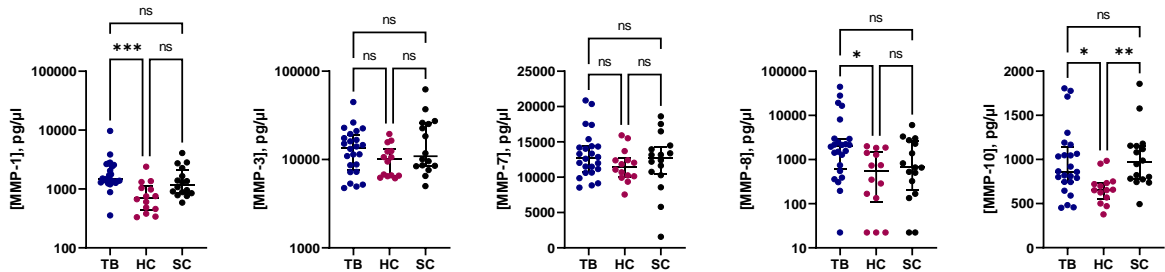 ns
*** ns
[MMP-1], pg/µl
100000
10000
1000
100
TB HC SC
ns
ns ns
[MMP-3], pg/µl
100000
10000
1000
TB HC SC
ns
ns ns
[MMP-7], pg/µl
25000
20000
15000
10000
5000
0
TB HC SC
ns
* ns
[MMP-8], pg/µl
100000
10000
1000
100
10
TB HC SC
ns
* **
[MMP-10], pg/µl
2000
1500
1000
500
0
TB HC SC